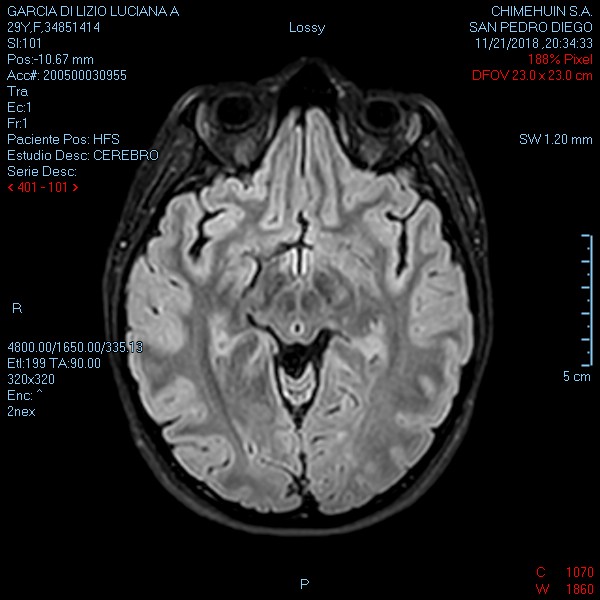 GARCIA DI LIZIO LUCIANA A
29Y,F,34851414
Sl:101
Pos:-10.67 mm
Acc#: 200500030955
Tra
Ec:1
Fr:1
Paciente Pos: HFS
Estudio Desc: CEREBRO
Serie Desc:
< 401 - 101 >
Lossy
CHIMEHUIN S.A.
SAN PEDRO DIEGO
11/21/2018 ,20:34:33
188% Pixel
DFOV 23.0 x 23.0 cm
SW 1.20 mm
R
4800.00/1650.00/335.13
Etl:199 TA:90.00
320x320
Enc: ^
2nex
5 cm
P
C 1070
W 1860